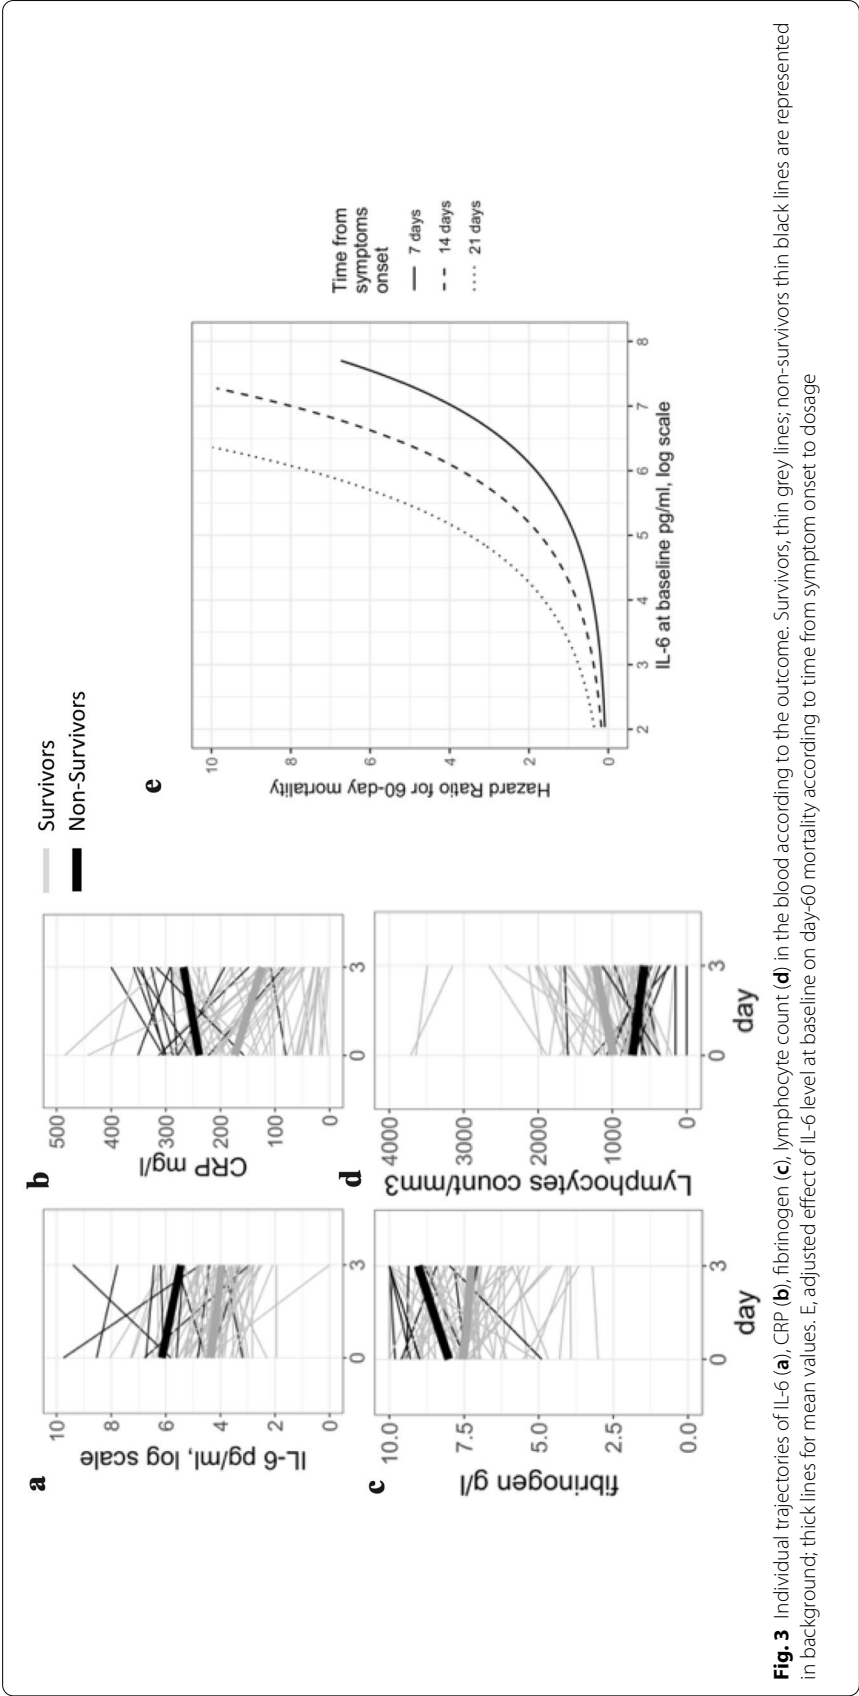 Survivors
Non-Survivors
a
IL-6 pg/ml, log scale
10
8
6
4
2
0
0
3
b
CRP mg/l
500
400
300
200
100
0
0
3
c
fibrinogen g/l
10.0
7.5
5.0
2.5
0.0
0
3
day
d
Lymphocytes count/mm3
4000
3000
2000
1000
0
0
3
day
e
Hazard Ratio for 60-day mortality
10
8
6
4
2
0
2
3
4
5
6
7
8
IL-6 at baseline pg/ml, log scale
Time from
symptoms
onset
7 days
14 days
21 days
Fig. 3 Individual trajectories of IL-6 (a), CRP (b), fibrinogen (c), lymphocyte count (d) in the blood according to the outcome. Survivors, thin grey lines; non-survivors thin black lines are represented
in background; thick lines for mean values. E, adjusted effect of IL-6 level at baseline on day-60 mortality according to time from symptom onset to dosage